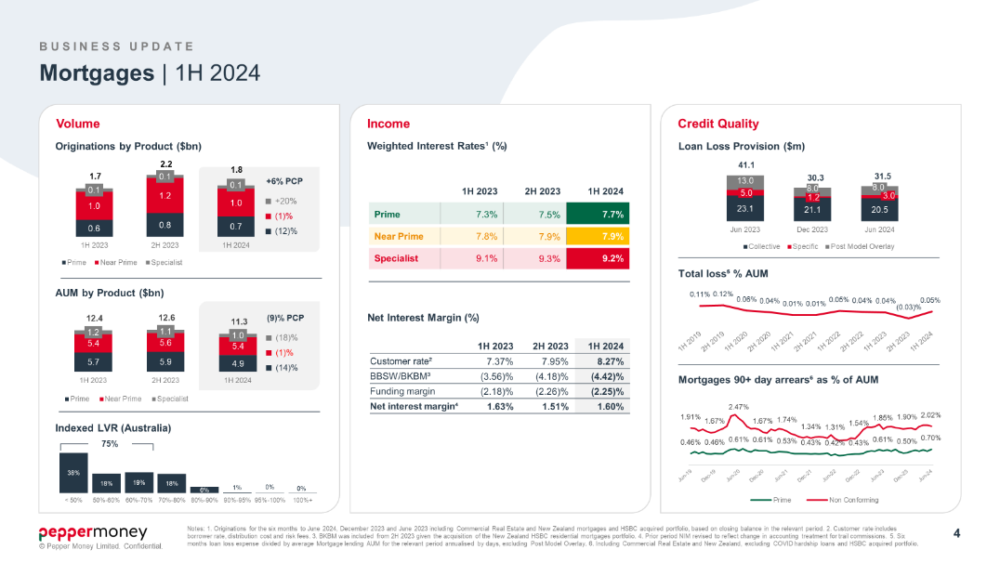 BUSINESS UPDATE
Mortgages | 1H 2024
Volume
Originations by Product ($bn)
1.7 2.2 1.8
0.1 0.1 0.1
1.0 1.2 1.0
0.6 0.8 0.7
1H 2023 2H 2023 1H 2024
+6% PCP
+20%
(1)%
(12)%
Prime Near Prime Specialist
AUM by Product ($bn)
12.4 12.6 11.3
1.2 1.1 1.0
5.4 5.6 5.4
5.7 5.9 4.9
1H 2023 2H 2023 1H 2024
(9)% PCP
(18)%
(1)%
(14)%
Prime Near Prime Specialist
Indexed LVR (Australia)
75%
38% 18% 19% 18% 6% 1% 0% 0%
< 50% 50%-60% 60%-70% 70%-80% 80%-90% 90%-95% 95%-100% 100%+
Income
Weighted Interest Rates¹ (%)
1H 2023 2H 2023 1H 2024
Prime 7.3% 7.5% 7.7%
Near Prime 7.8% 7.9% 7.9%
Specialist 9.1% 9.3% 9.2%
Net Interest Margin (%)
1H 2023 2H 2023 1H 2024
Customer rate² 7.37% 7.95% 8.27%
BBSW/BKBM³ (3.56)% (4.18)% (4.42)%
Funding margin (2.18)% (2.26)% (2.25)%
Net interest margin⁴ 1.63% 1.51% 1.60%
Credit Quality
Loan Loss Provision ($m)
41.1 30.3 31.5
13.0 8.0 8.0
5.0 1.2 3.0
23.1 21.1 20.5
Jun 2023 Dec 2023 Jun 2024
Collective Specific Post Model Overlay
Total loss⁵ % AUM
0.11% 0.12% 0.06% 0.04% 0.01% 0.01% 0.06% 0.04% 0.04% (0.03)% 0.05%
1H 2019 2H 2019 1H 2020 2H 2020 1H 2021 2H 2021 1H 2022 2H 2022 1H 2023 2H 2023 1H 2024
Mortgages 90+ day arrears⁶ as % of AUM
1.91% 1.67% 2.47% 1.67% 1.74% 1.34% 1.31% 1.54% 1.85% 1.90% 2.02%
0.46% 0.46% 0.61% 0.61% 0.53% 0.43% 0.42% 0.43% 0.61% 0.50% 0.70%
Jun-19 Dec-19 Jun-20 Dec-20 Jun-21 Dec-21 Jun-22 Dec-22 Jun-23 Dec-23 Jun-24
Prime Non Conforming
peppermoney
© Pepper Money Limited. Confidential.
Notes: 1. Originations for the six months to June 2024, December 2023 and June 2023 including Commercial Real Estate and New Zealand mortgages and HSBC acquired portfolio, based on closing balance in the relevant period. 2. Customer rate includes
borrower rate, distribution cost and risk fees. 3. BKBM was included from 2H 2023 given the acquisition of the New Zealand HSBC residential mortgages portfolio. 4. Prior period NIM revised to reflect change in accounting treatment for trail commissions. 5. Six
months loan loss expense divided by average Mortgage lending AUM for the relevant period annualised by days, excluding Post Model Overlay. 6. Including Commercial Real Estate and New Zealand, excluding COVID hardship loans and HSBC acquired portfolio.
4